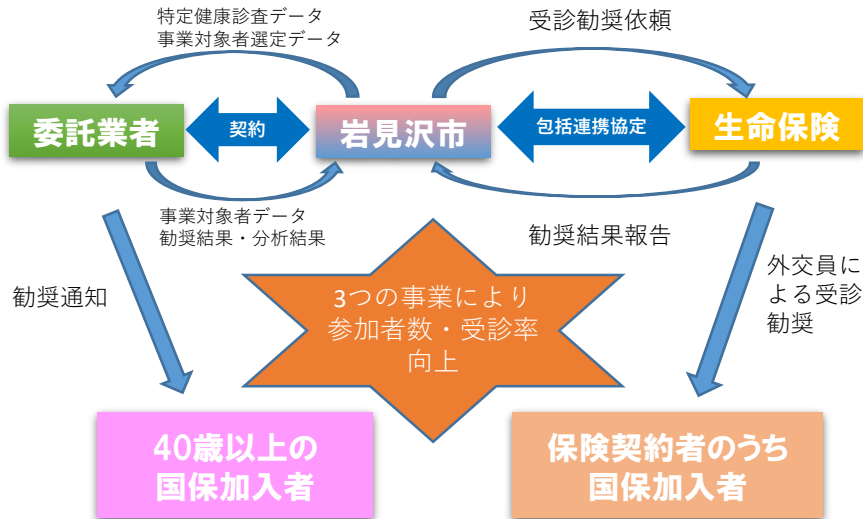 特定健康診査データ
事業対象者選定データ
受診勧奨依頼
委託業者
契約
岩見沢市
包括連携協定
生命保険
事業対象者データ
勧奨結果・分析結果
勧奨結果報告
勧奨通知
3つの事業により
参加者数・受診率
向上
外交員に
よる受診
勧奨
40歳以上の
国保加入者
保険契約者のうち
国保加入者